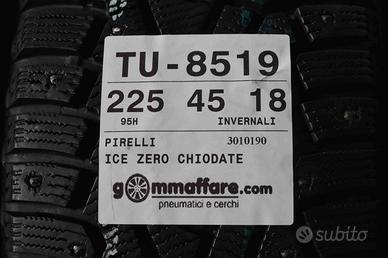 TU-8519
225 45 18
95H INVERNALI
PIRELLI 3010190
ICE ZERO CHIODATE
gommaffare.com
pneumatici e cerchi
subito